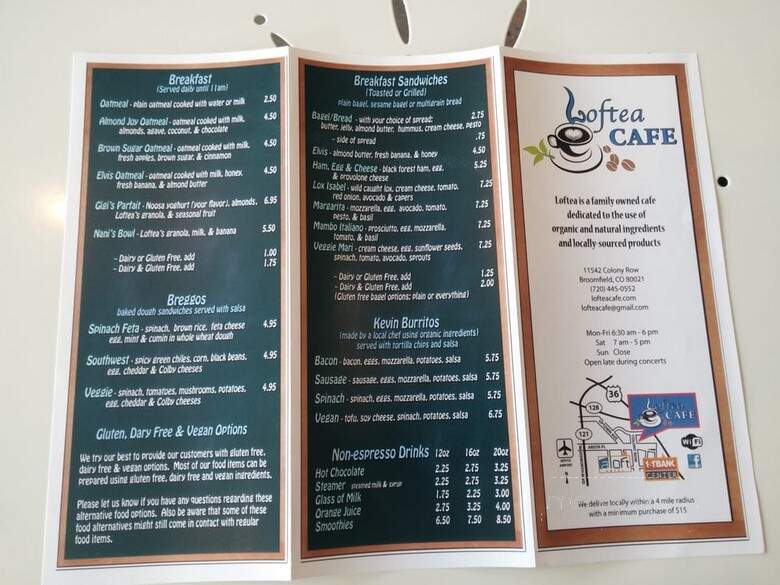 Breakfast
(Served daily until 11am)
Oatmeal - plain oatmeal cooked with water or milk 2.50
Almond Joy Oatmeal - oatmeal cooked with milk, 4.50
almonds, agave, coconut, & chocolate
Brown Sugar Oatmeal - oatmeal cooked with milk, 4.50
fresh apples, brown sugar, & cinnamon
Elvis Oatmeal - oatmeal cooked with milk, honey, 4.50
fresh banana, & almond butter
Gigi's Parfait - Noosa yoghurt (your flavor), almonds, 6.95
Loftea's granola, & seasonal fruit
Nani's Bowl - Loftea's granola, milk, & banana 5.50
- Dairy or Gluten Free, add 1.00
- Dairy & Gluten Free, add 1.75
Breggos
baked dough sandwiches served with salsa
Spinach Feta - spinach, brown rice, feta cheese 4.95
egg, mint & cumin in whole wheat dough
Southwest - spicy green chiles, corn, black beans, 4.95
egg, cheddar & Colby cheeses
Veggie - spinach, tomatoes, mushrooms, potatoes, 4.95
egg, cheddar & Colby cheeses
Gluten, Dary Free & Vegan Options
We try our best to provide our customers with gluten free,
dairy free & vegan options. Most of our food items can be
prepared using gluten free, dairy free and vegan ingredients.
Please let us know if you have any questions regarding these
alternative food options. Also be aware that some of these
food alternatives might still come in contact with regular
food items.
Breakfast Sandwiches
(Toasted or Grilled)
plain bagel, sesame bagel or multigrain bread
Bagel/Bread - with your choice of spread: 2.75
butter, jelly, almond butter, hummus, cream cheese, pesto
- side of spread .75
Elvis - almond butter, fresh banana, & honey 4.50
Ham, Egg & Cheese - black forest ham, egg, 5.25
& provolone cheese
Lox Isabel - wild caught lox, cream cheese, tomato, 7.25
red onion, avocado & capers
Margarita - mozzarella, egg, avocado, tomato, 7.25
pesto, & basil
Mambo Italiano - prosciutto, egg, mozzarella, 7.25
tomato, & basil
Veggie Mari - cream cheese, egg, sunflower seeds, 7.25
spinach, tomato, avocado, sprouts
- Dairy or Gluten Free, add 1.25
- Dairy & Gluten Free, add 2.00
(Gluten free bagel options: plain or everything)
Kevin Burritos
(made by a local chef using organic ingredients)
served with tortilla chips and salsa
Bacon - bacon, eggs, mozzarella, potatoes, salsa 5.75
Sausage - sausage, eggs, mozzarella, potatoes, salsa 5.75
Spinach - spinach, eggs, mozzarella, potatoes, salsa 5.75
Vegan - tofu, soy cheese, spinach, potatoes, salsa 6.75
Non-espresso Drinks 12oz 16oz 20oz
Hot Chocolate 2.25 2.75 3.25
Steamer steamed milk & syrup 2.25 2.75 3.25
Glass of Milk 1.75 2.25 3.00
Orange Juice 2.75 3.25 4.00
Smoothies 6.50 7.50 8.50
Loftea
CAFE
Loftea is a family owned cafe
dedicated to the use of
organic and natural ingredients
and locally-sourced products
11542 Colony Row
Broomfield, CO 80021
(720) 445-0552
lofteacafe.com
lofteacafe@gmail.com
Mon-Fri 6:30 am - 6 pm
Sat 7 am - 5 pm
Sun Close
Open late during concerts
36
128
121
Loftea
CAFE
WiFi
aloft
1STBANK
CENTER
We deliver locally within a 4 mile radius
with a minimum purchase of $15